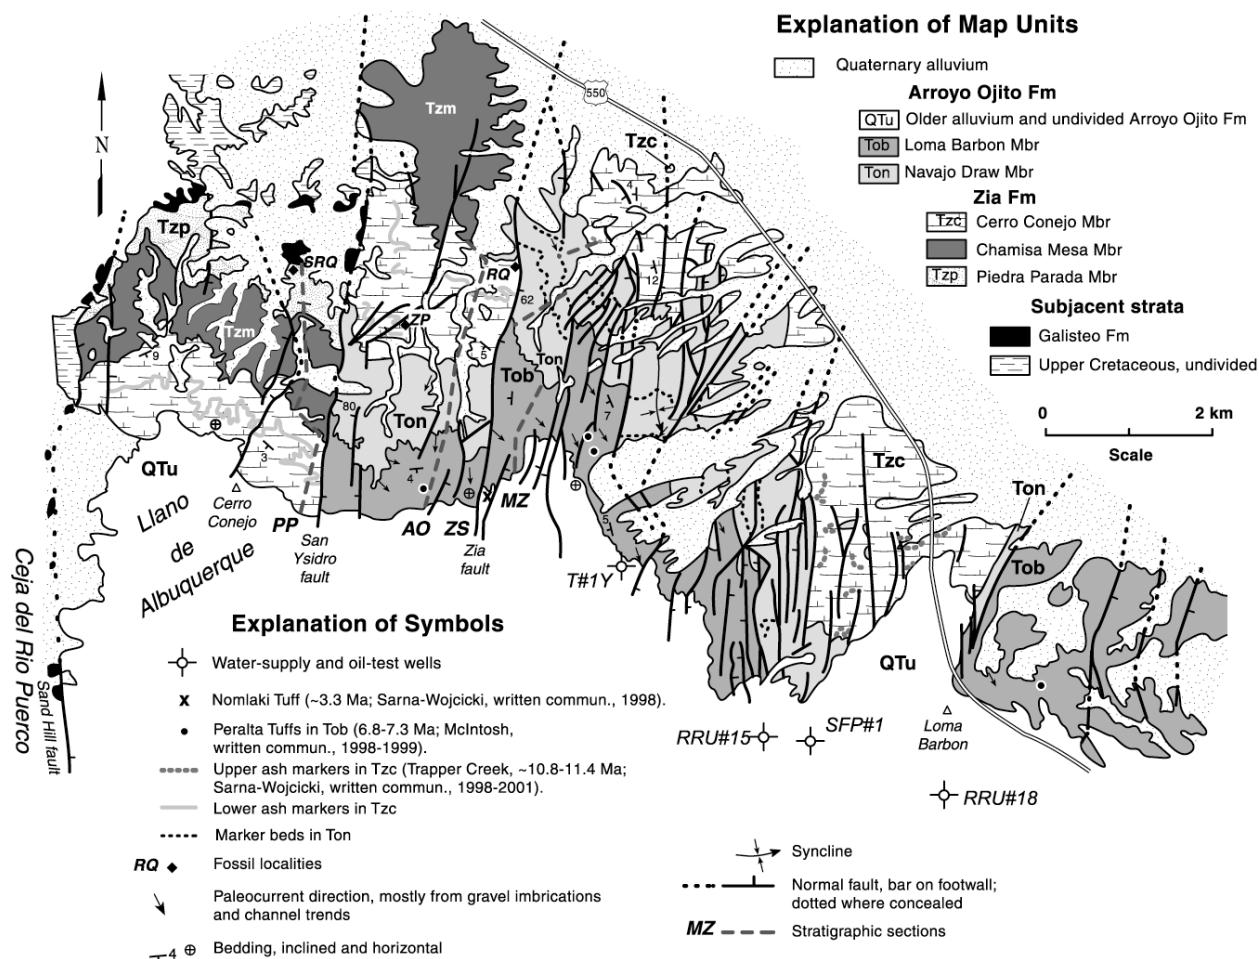 Explanation of Map Units
Quaternary alluvium
Arroyo Ojito Fm
QTu Older alluvium and undivided Arroyo Ojito Fm
Tob Loma Barbon Mbr
Ton Navajo Draw Mbr
Zia Fm
Tzc Cerro Conejo Mbr
Chamisa Mesa Mbr
Tzp Piedra Parada Mbr
Subjacent strata
Galisteo Fm
Upper Cretaceous, undivided
0 2 km
Scale
N
550
Tzm
Tzc
4
Tzp
SRQ
RQ
12
62
ZP
Tzm
9
5
Ton
Tob
80
Ton
7
3
4
QTu
Llano
de
Albuquerque
Cerro
Conejo
PP
San
Ysidro
fault
AO
ZS
Zia
fault
MZ
5
T#1Y
Tzc
QTu
Ton
Tob
Loma
Barbon
RRU#15
SFP#1
RRU#18
Ceja del Rio Puerco
Sand Hill fault
Explanation of Symbols
Water-supply and oil-test wells
x Nomlaki Tuff (~3.3 Ma; Sarna-Wojcicki, written commun., 1998).
Peralta Tuffs in Tob (6.8-7.3 Ma; McIntosh,
written commun., 1998-1999).
Upper ash markers in Tzc (Trapper Creek, ~10.8-11.4 Ma;
Sarna-Wojcicki, written commun., 1998-2001).
Lower ash markers in Tzc
Marker beds in Ton
RQ Fossil localities
Paleocurrent direction, mostly from gravel imbrications
and channel trends
4 Bedding, inclined and horizontal
Syncline
Normal fault, bar on footwall;
dotted where concealed
MZ Stratigraphic sections